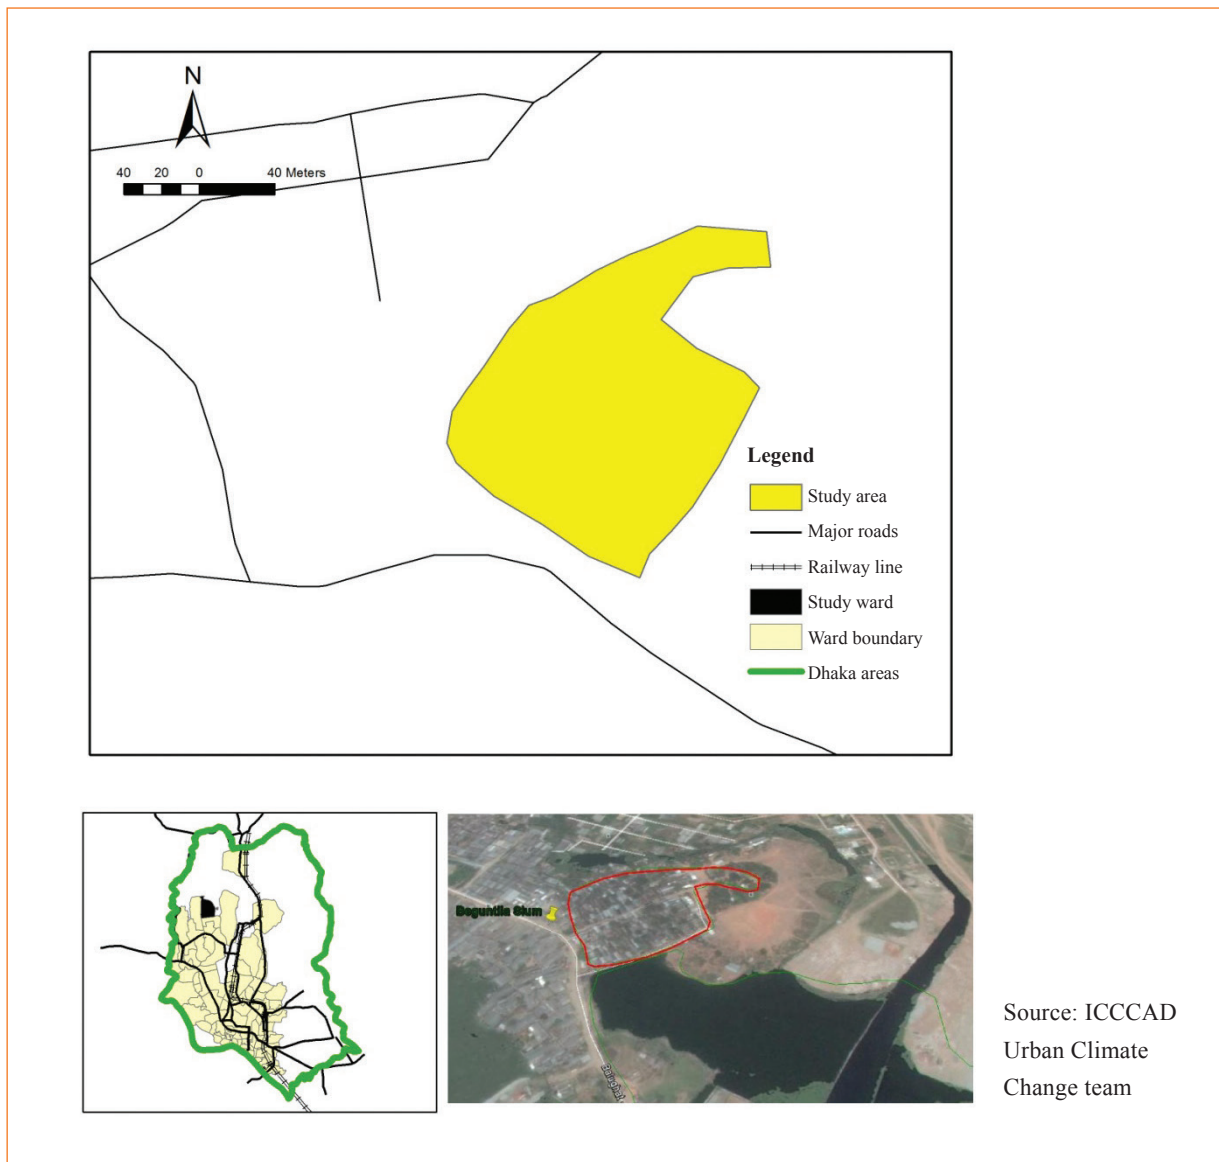 N
40 20 0 40 Meters
Legend
Study area
Major roads
Railway line
Study ward
Ward boundary
Dhaka areas
Beguntila Slum
Source: ICCCAD
Urban Climate
Change team